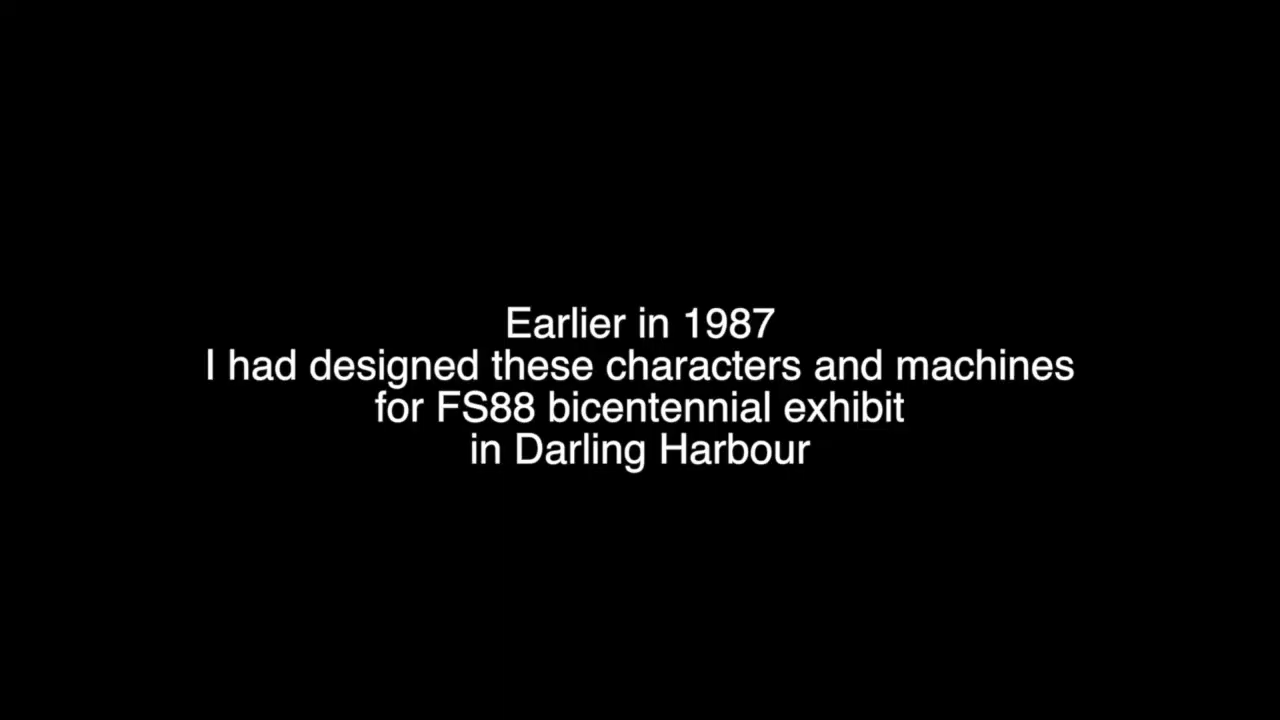 Earlier in 1987
I had designed these characters and machines
for FS88 bicentennial exhibit
in Darling Harbour